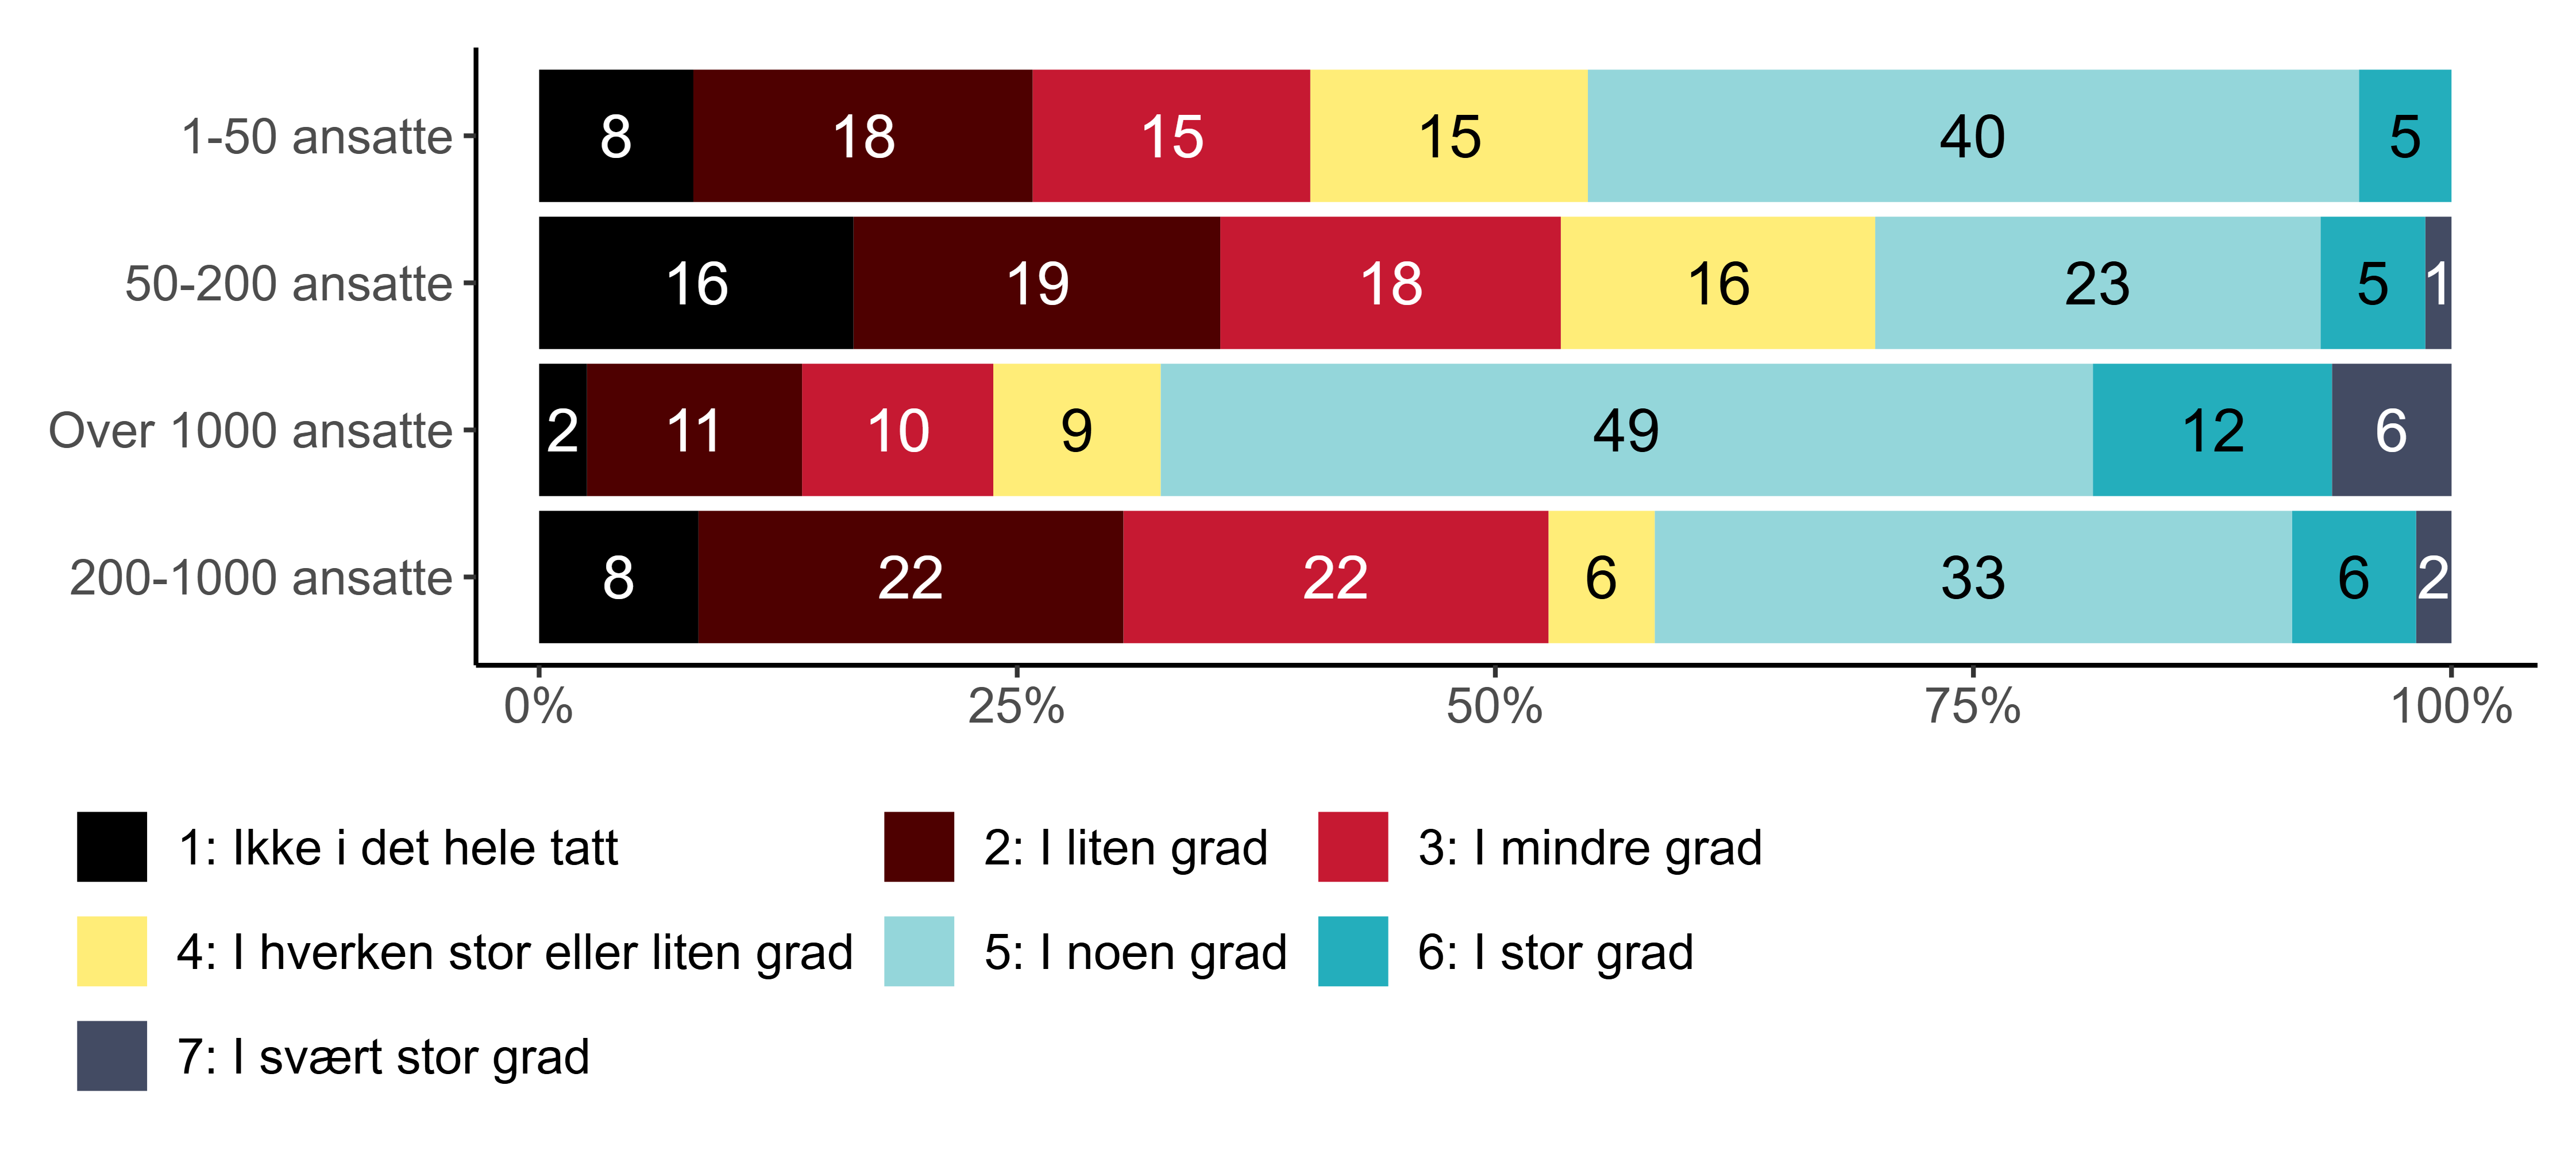 1-50 ansatte 8 18 15 15 40 5
50-200 ansatte 16 19 18 16 23 5 1
Over 1000 ansatte 2 11 10 9 49 12 6
200-1000 ansatte 8 22 22 6 33 6 2
0% 25% 50% 75% 100%
1: Ikke i det hele tatt 2: I liten grad 3: I mindre grad
4: I hverken stor eller liten grad 5: I noen grad 6: I stor grad
7: I svært stor grad